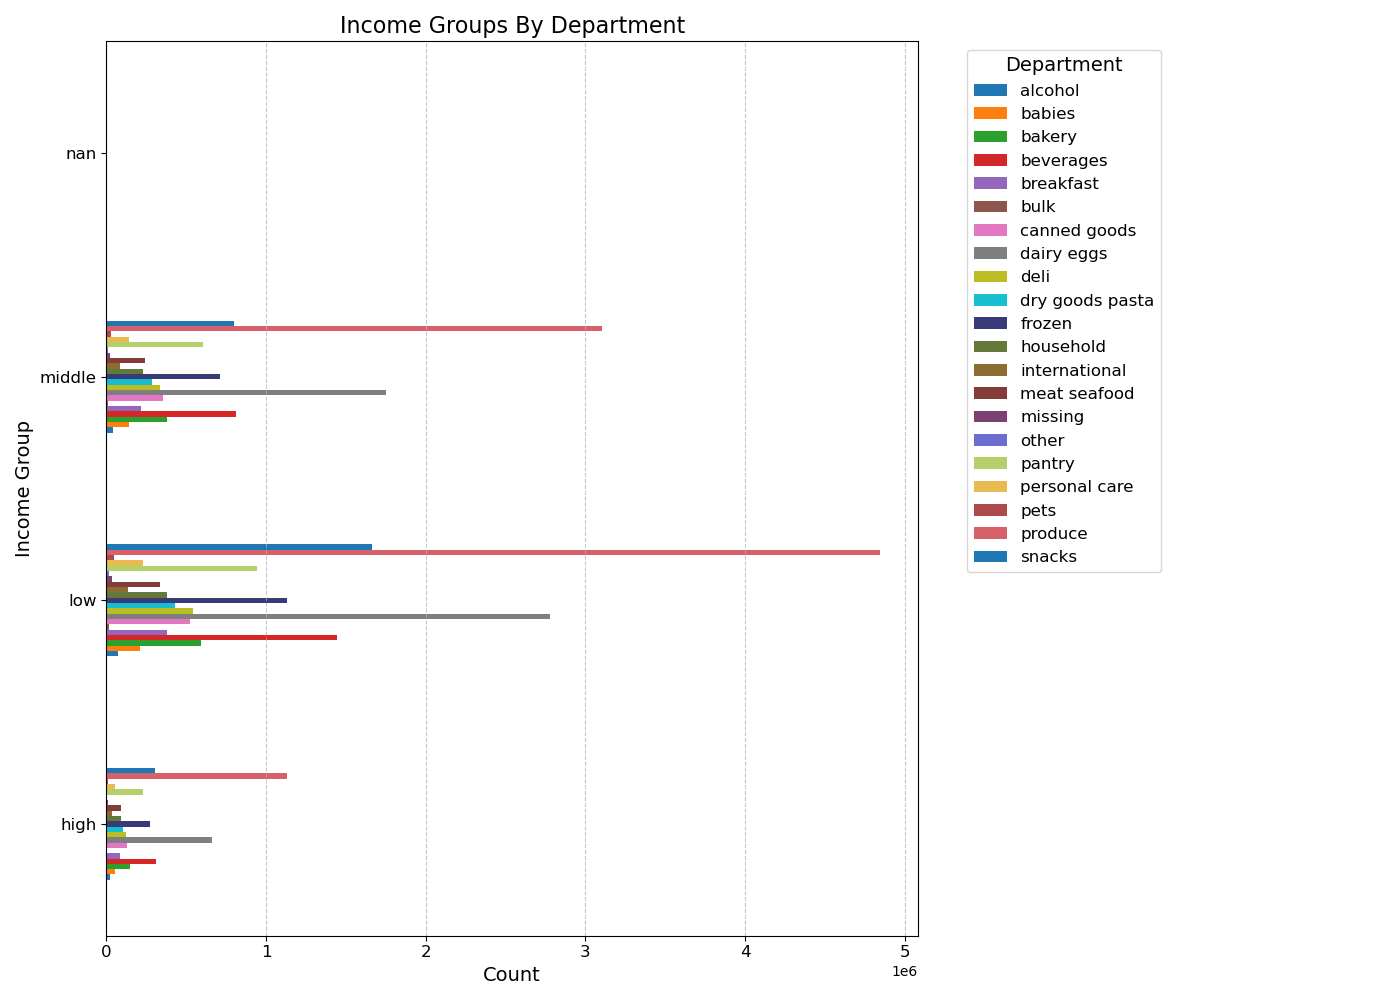 Income Groups By Department
Income Group
nan
middle
low
high
0 1 2 3 4 5
1e6
Count
Department
alcohol
babies
bakery
beverages
breakfast
bulk
canned goods
dairy eggs
deli
dry goods pasta
frozen
household
international
meat seafood
missing
other
pantry
personal care
pets
produce
snacks